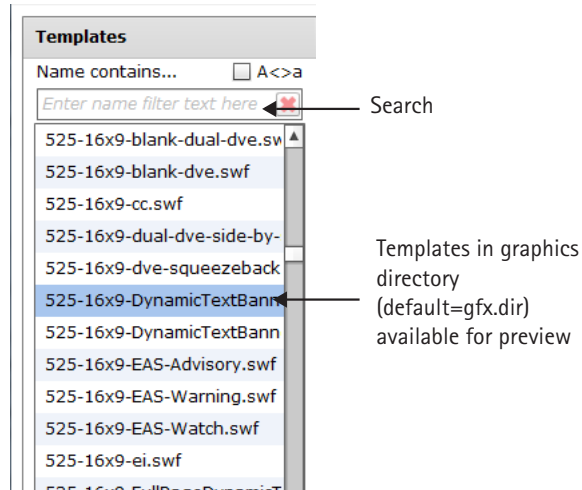 Templates
Name contains... A<>a
Enter name filter text here
Search
525-16x9-blank-dual-dve.sw
525-16x9-blank-dve.swf
525-16x9-cc.swf
525-16x9-dual-dve-side-by-
525-16x9-dve-squeezeback
525-16x9-DynamicTextBann
525-16x9-DynamicTextBann
525-16x9-EAS-Advisory.swf
525-16x9-EAS-Warning.swf
525-16x9-EAS-Watch.swf
525-16x9-ei.swf
525-16x9-FullPageDynamicT
Templates in graphics
directory
(default=gfx.dir)
available for preview